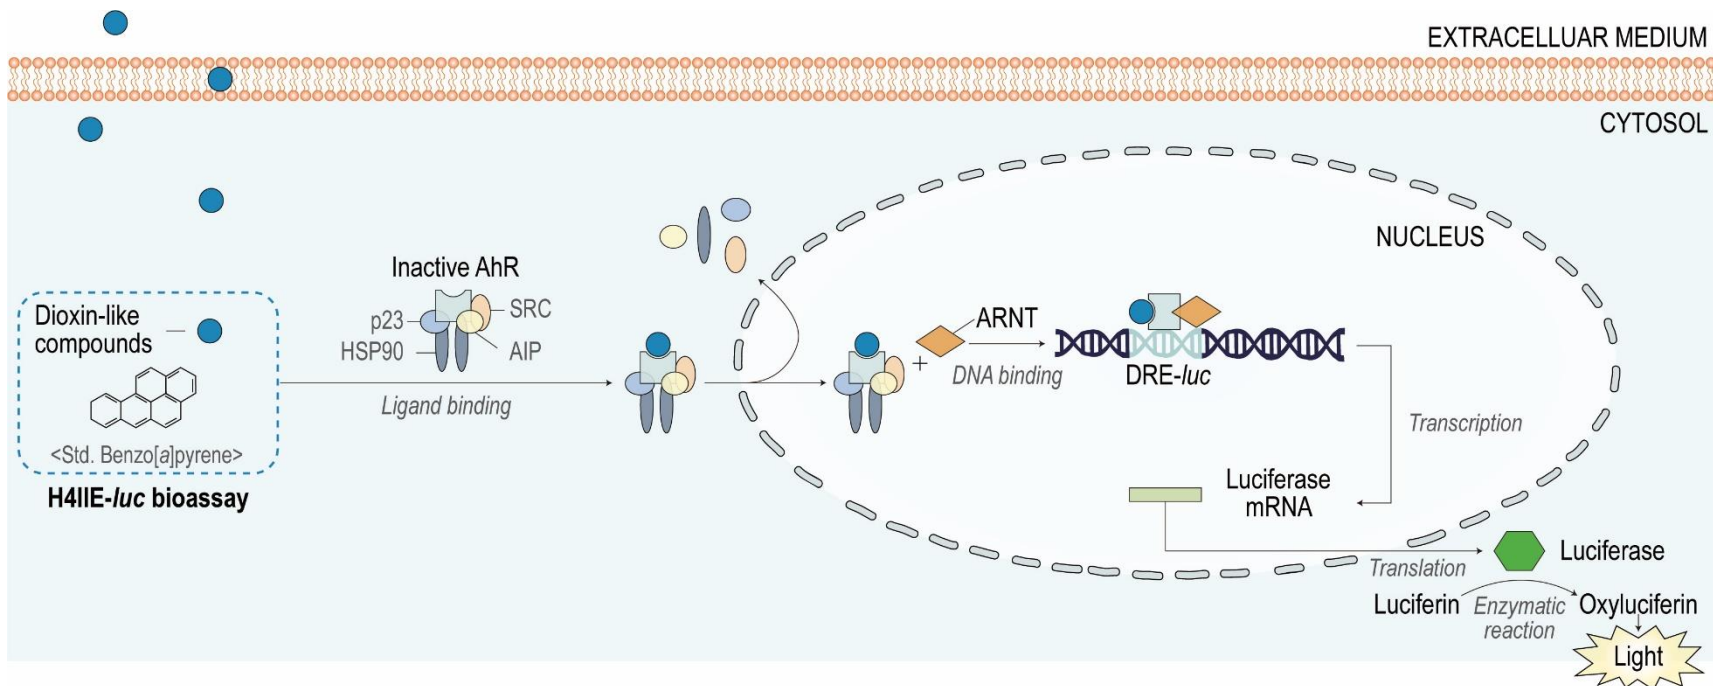 EXTRACELLUAR MEDIUM
CYTOSOL
NUCLEUS
Dioxin-like
compounds
<Std. Benzo[a]pyrene>
H4IIE-luc bioassay
Inactive AhR
p23
SRC
HSP90
AIP
Ligand binding
+
ARNT
DNA binding
DRE-luc
Transcription
Luciferase
mRNA
Translation
Luciferase
Luciferin
Enzymatic
reaction
Oxyluciferin
Light